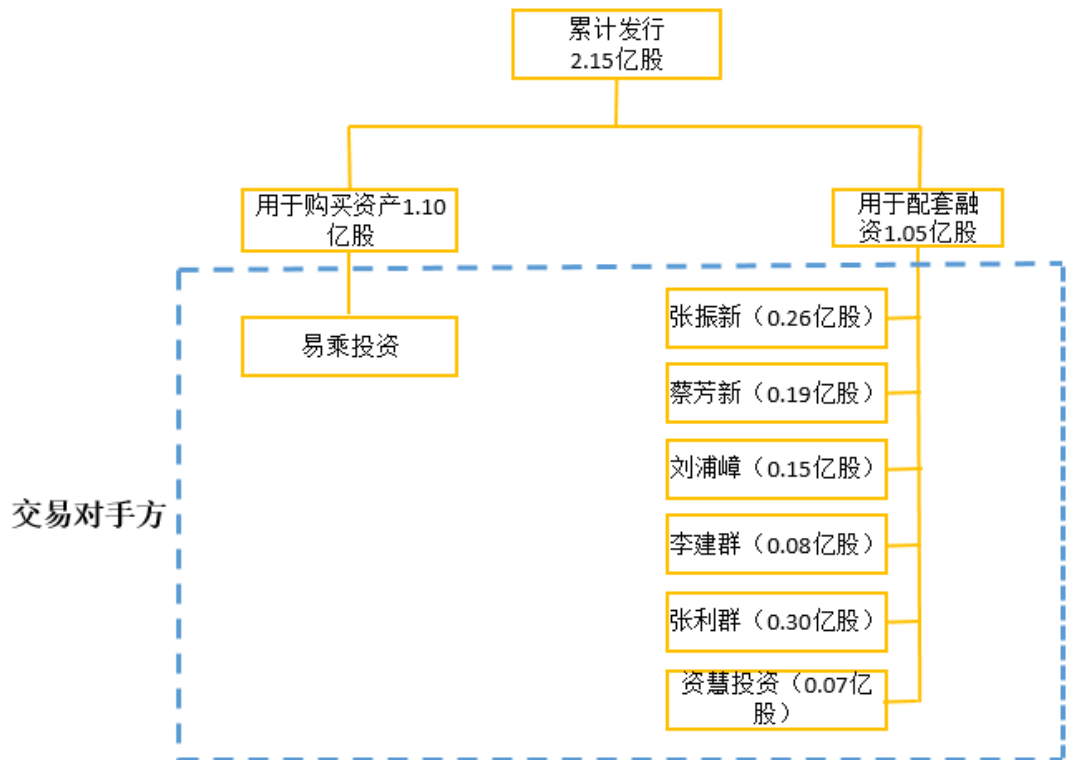 累计发行
2.15亿股
用于购买资产1.10
亿股
用于配套融
资1.05亿股
易乘投资
张振新（0.26亿股）
蔡芳新（0.19亿股）
刘浦嶂（0.15亿股）
李建群（0.08亿股）
张利群（0.30亿股）
资慧投资（0.07亿
股）
交易对手方